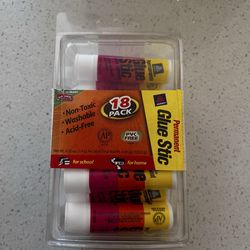 • Non-Toxic
• Washable
• Acid-Free
18
PACK
AP
PVC
FREE
Permanent
Glue Stic
for school
for home